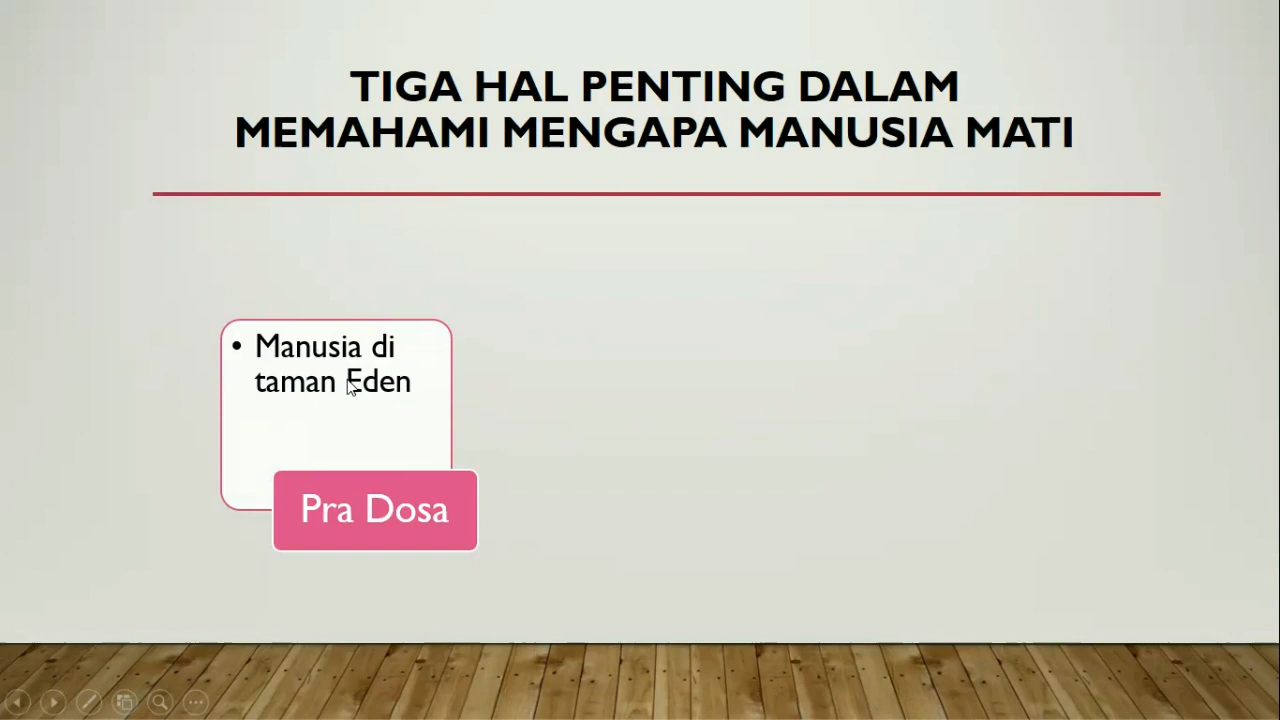 TIGA HAL PENTING DALAM
MEMAHAMI MENGAPA MANUSIA MATI
• Manusia di
taman Eden
Pra Dosa